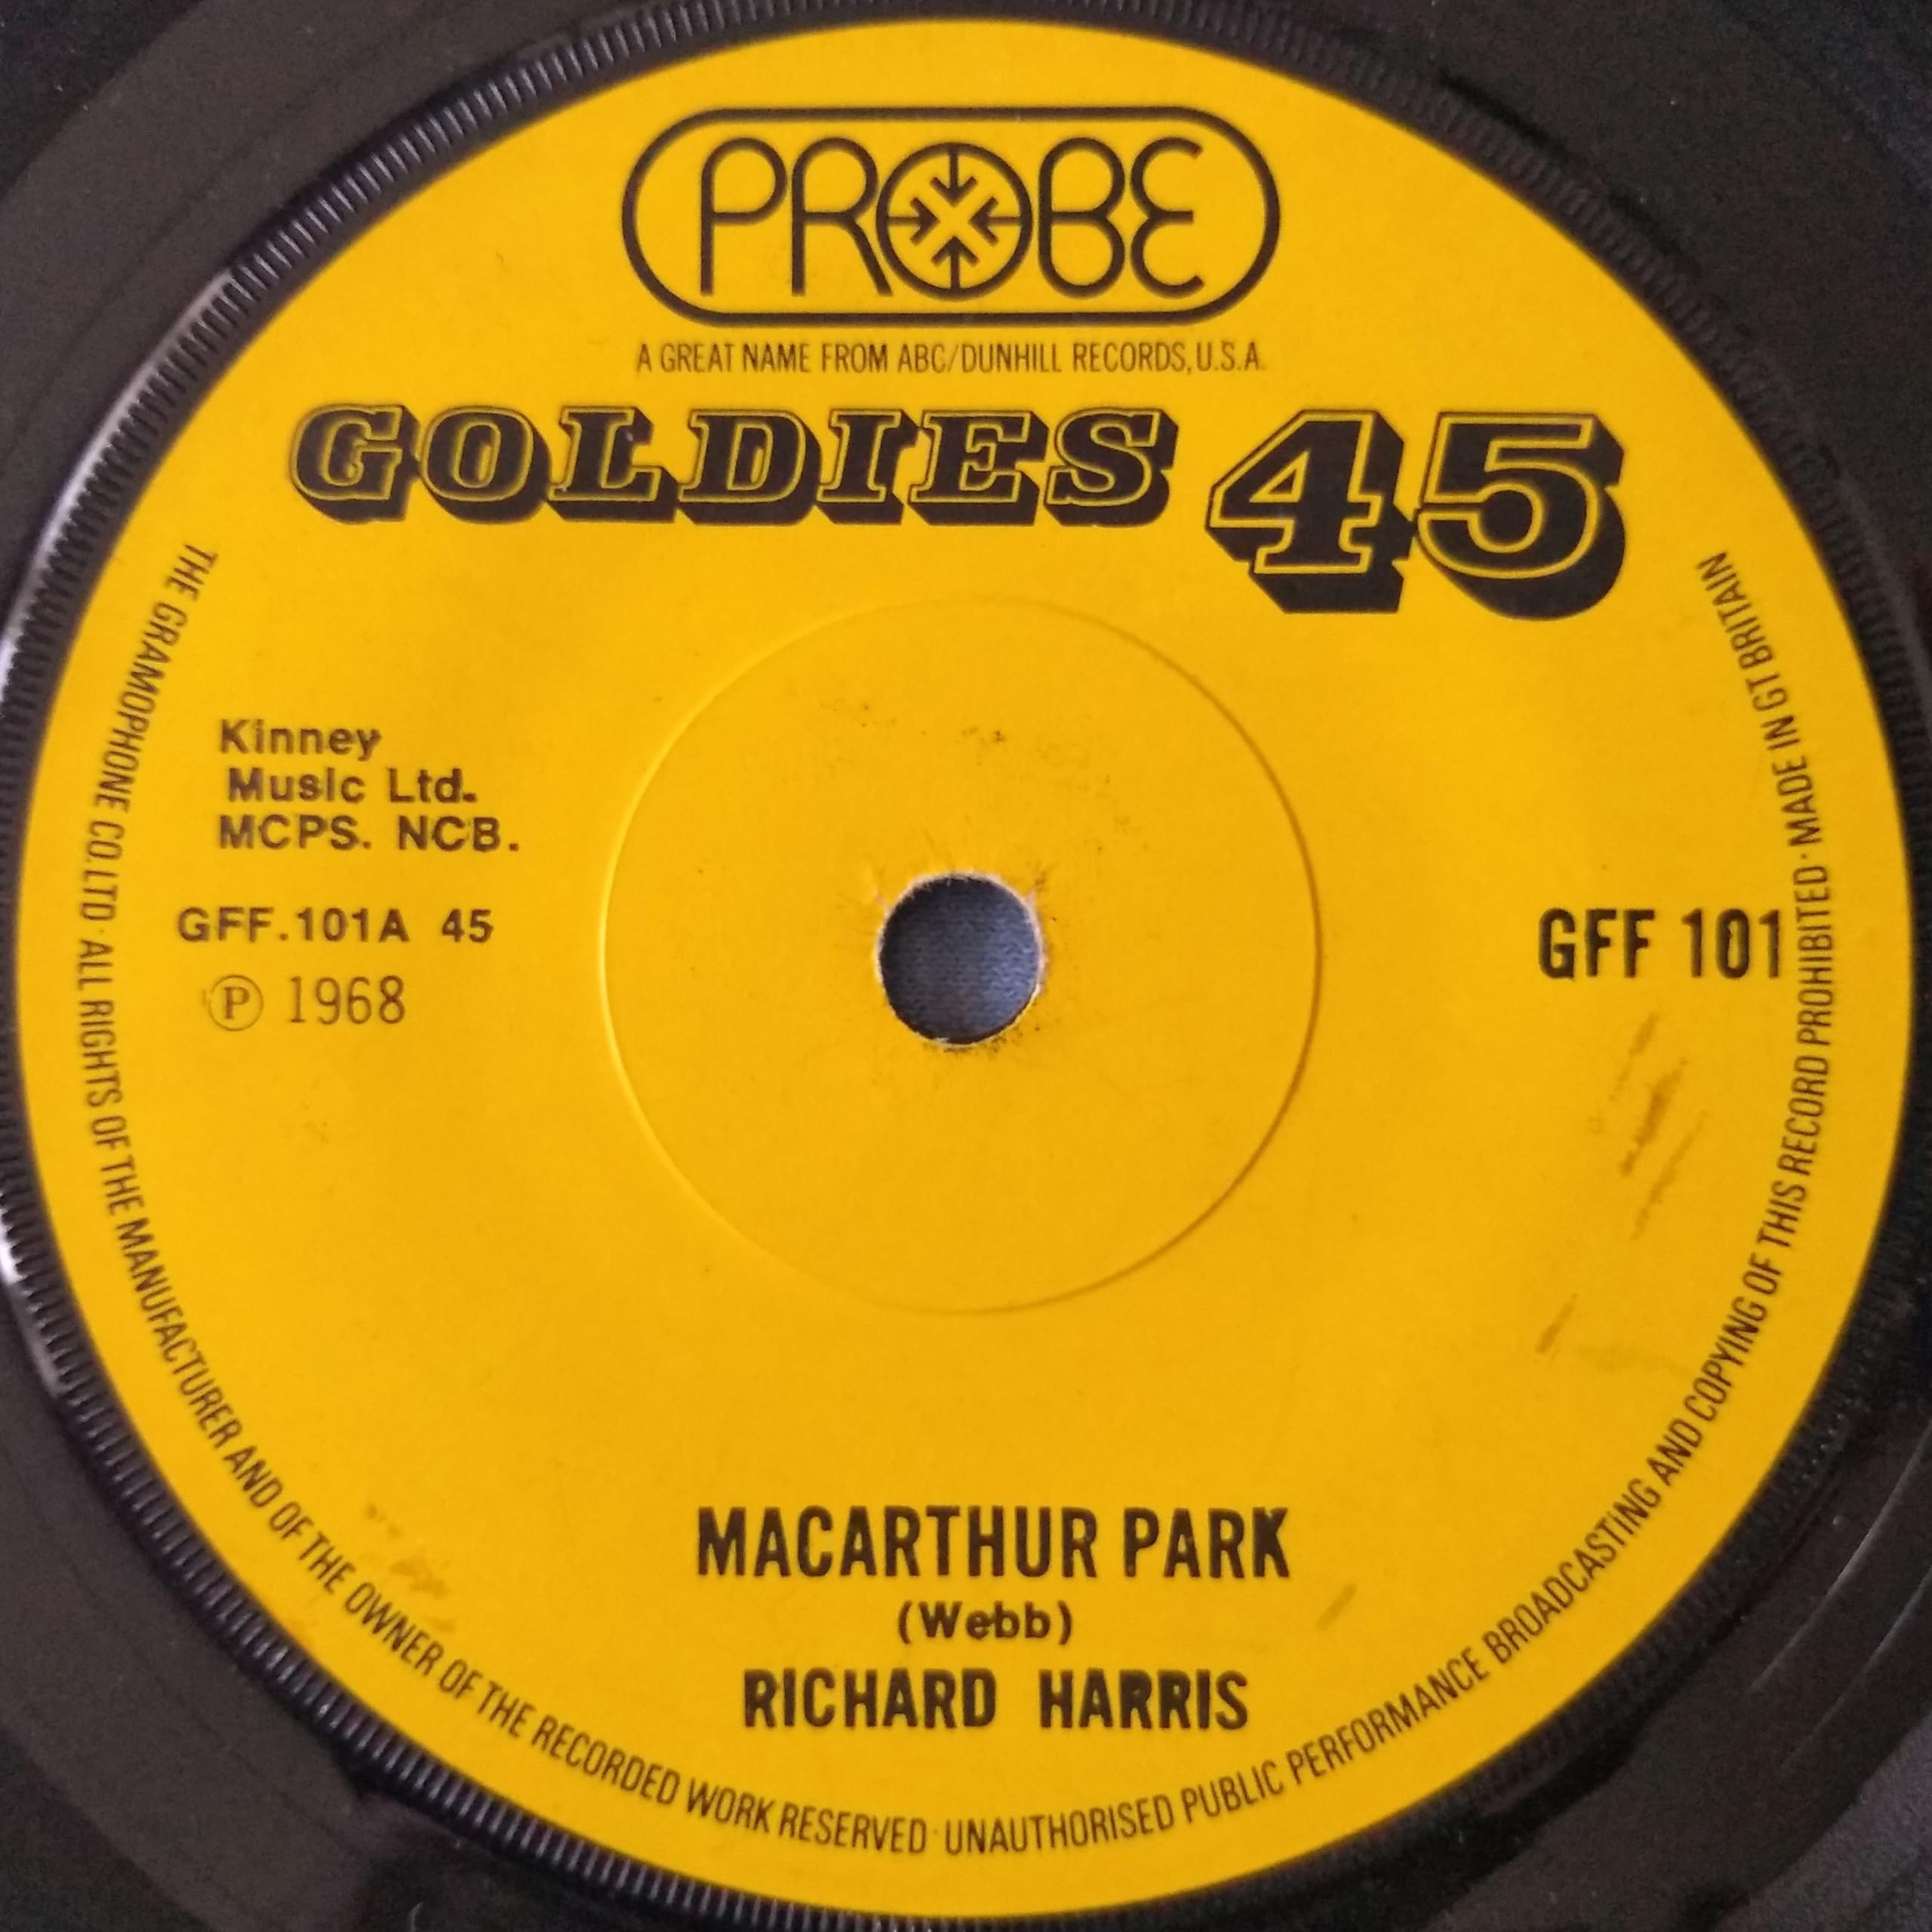 PROBE
A GREAT NAME FROM ABC/DUNHILL RECORDS, U.S.A.
GOLDIES 45
Kinney
Music Ltd.
MCPS. NCB.
GFF.101A 45
℗ 1968
GFF 101
MACARTHUR PARK
(Webb)
RICHARD HARRIS
THE GRAMOPHONE CO. LTD · ALL RIGHTS OF THE MANUFACTURER AND OF THE OWNER OF THE RECORDED WORK RESERVED · UNAUTHORISED PUBLIC PERFORMANCE BROADCASTING AND COPYING OF THIS RECORD PROHIBITED · MADE IN GT BRITAIN